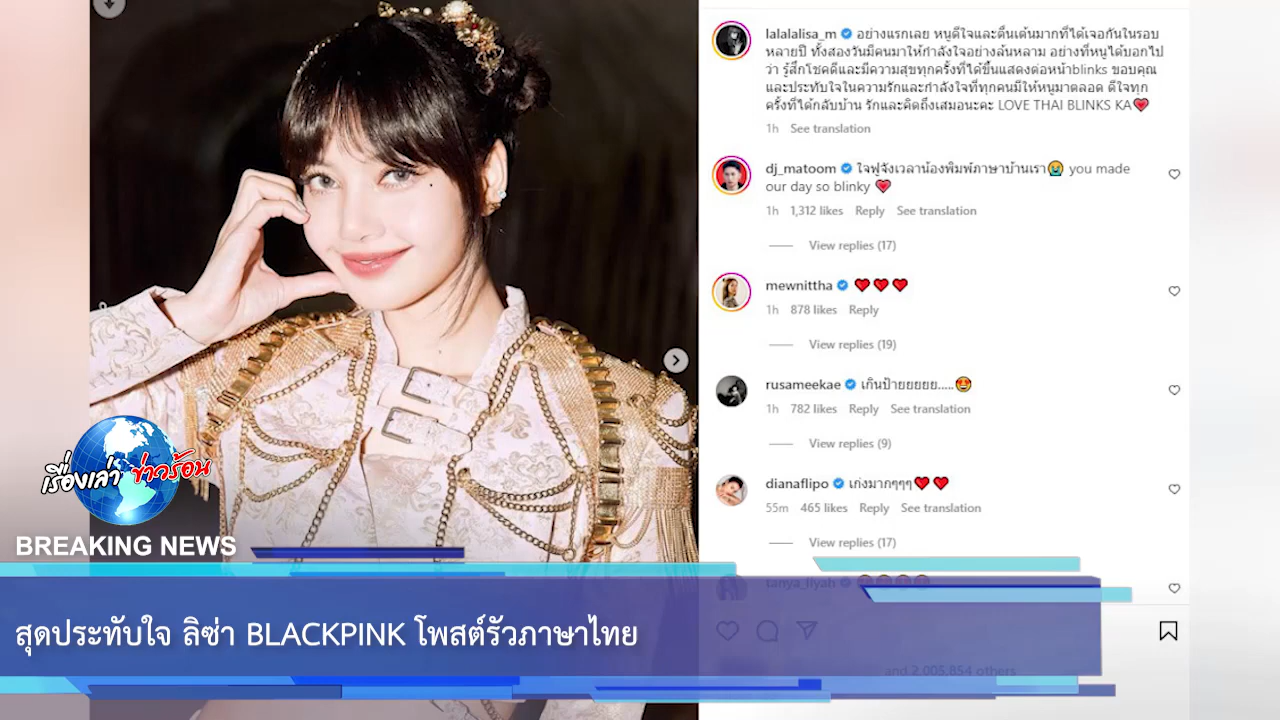 lalalalisa_m อย่างแรกเลย หนูดีใจและตื่นเต้นมากที่ได้เจอกันในรอบ
หลายปี ทั้งสองวันมีคนมาให้กำลังใจอย่างล้นหลาม อย่างที่หนูได้บอกไป
ว่า รู้สึกโชคดีและมีความสุขทุกครั้งที่ได้ขึ้นแสดงต่อหน้าblinks ขอบคุณ
และประทับใจในความรักและกำลังใจที่ทุกคนมีให้หนูมาตลอด ดีใจทุก
ครั้งที่ได้กลับบ้าน รักและคิดถึงเสมอนะคะ LOVE THAI BLINKS KA❤️
1h See translation
dj_matoom ใจฟูจังเวลาน้องพิมพ์ภาษาบ้านเรา😭 you made
our day so blinky ❤️
1h 1,312 likes Reply See translation
View replies (17)
mewnittha ❤️❤️❤️
1h 878 likes Reply
View replies (19)
rusameekae เกินป้ายยยยย.....🤩
1h 782 likes Reply See translation
View replies (9)
dianaflipo เก่งมากๆๆๆ❤️❤️
55m 465 likes Reply See translation
View replies (17)
tanya_llyah
and 2,005,854 others
เรื่องเล่า ข่าวร้อน
BREAKING NEWS
สุดประทับใจ ลิซ่า BLACKPINK โพสต์รัวภาษาไทย